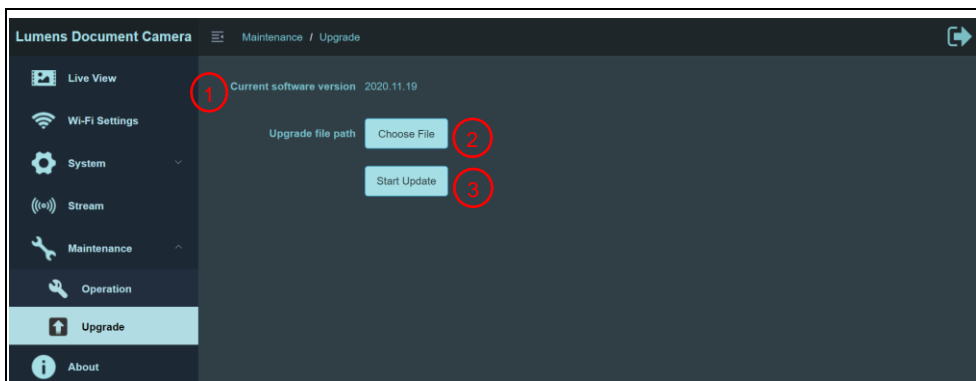 Lumens Document Camera
Maintenance / Upgrade
Live View
Wi-Fi Settings
System
Stream
Maintenance
Operation
Upgrade
About
1
Current software version 2020.11.19
Upgrade file path Choose File
2
Start Update
3